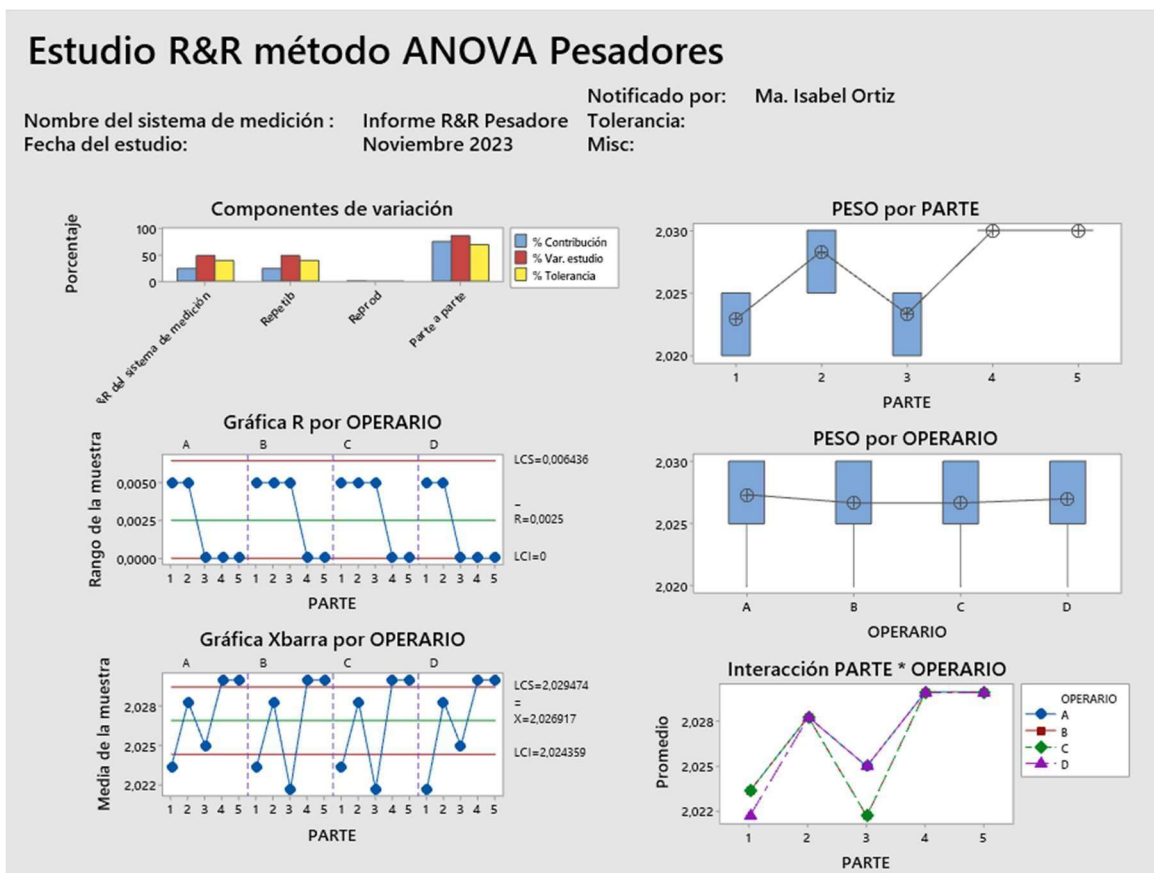 Estudio R&R método ANOVA Pesadores
Notificado por: Ma. Isabel Ortiz
Nombre del sistema de medición : Informe R&R Pesadore Tolerancia:
Fecha del estudio: Noviembre 2023 Misc:
Componentes de variación
Porcentaje
100
50
0
% Contribución
% Var. estudio
% Tolerancia
&R del sistema de medición
Repetib
Reprod
Parte a parte
PESO por PARTE
2,030
2,025
2,020
1 2 3 4 5
PARTE
Gráfica R por OPERARIO
A B C D
Rango de la muestra
0,0050
0,0025
0,0000
LCS=0,006436
_
R=0,0025
LCI=0
1 2 3 4 5 1 2 3 4 5 1 2 3 4 5 1 2 3 4 5
PARTE
PESO por OPERARIO
2,030
2,025
2,020
A B C D
OPERARIO
Gráfica Xbarra por OPERARIO
A B C D
Media de la muestra
2,028
2,025
2,022
LCS=2,029474
=
X=2,026917
LCI=2,024359
1 2 3 4 5 1 2 3 4 5 1 2 3 4 5 1 2 3 4 5
PARTE
Interacción PARTE * OPERARIO
Promedio
2,028
2,025
2,022
1 2 3 4 5
PARTE
OPERARIO
A
B
C
D